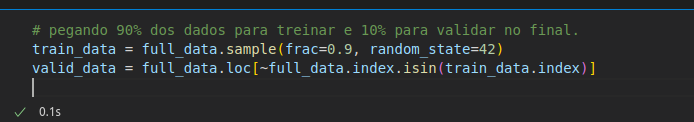 # pegando 90% dos dados para treinar e 10% para validar no final.
train_data = full_data.sample(frac=0.9, random_state=42)
valid_data = full_data.loc[~full_data.index.isin(train_data.index)]
✓ 0.1s